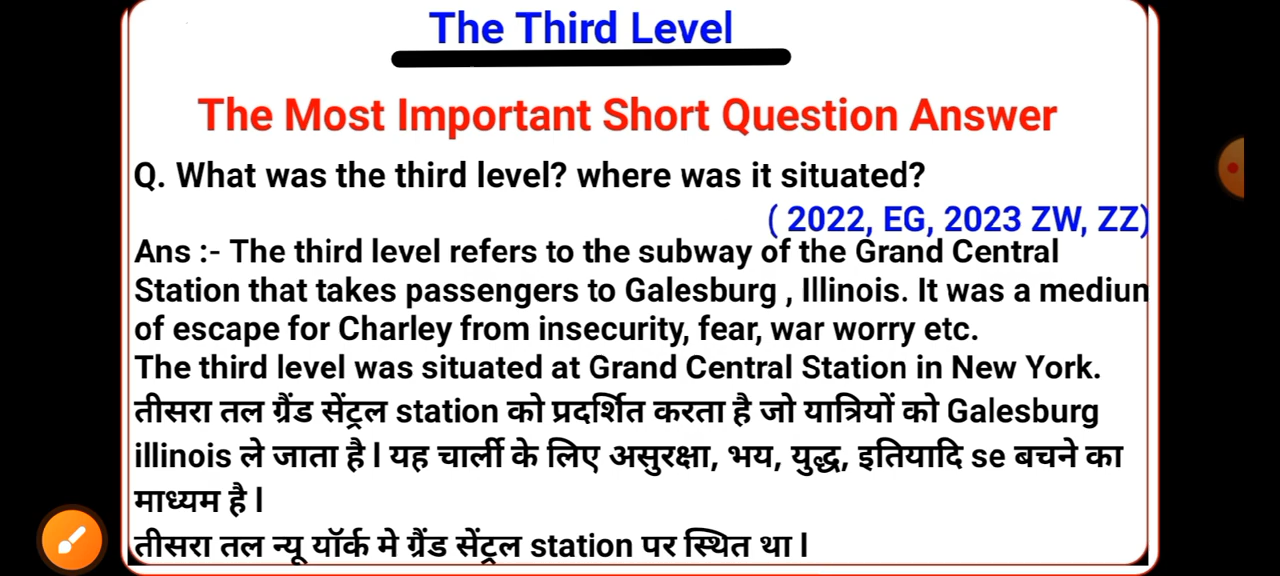 The Third Level
The Most Important Short Question Answer
Q. What was the third level? where was it situated?
( 2022, EG, 2023 ZW, ZZ)
Ans :- The third level refers to the subway of the Grand Central
Station that takes passengers to Galesburg , Illinois. It was a mediun
of escape for Charley from insecurity, fear, war worry etc.
The third level was situated at Grand Central Station in New York.
तीसरा तल ग्रैंड सेंट्रल station को प्रदर्शित करता है जो यात्रियों को Galesburg
illinois ले जाता है l यह चार्ली के लिए असुरक्षा, भय, युद्ध, इतियादि se बचने का
माध्यम है l
तीसरा तल न्यू यॉर्क मे ग्रैंड सेंट्रल station पर स्थित था l